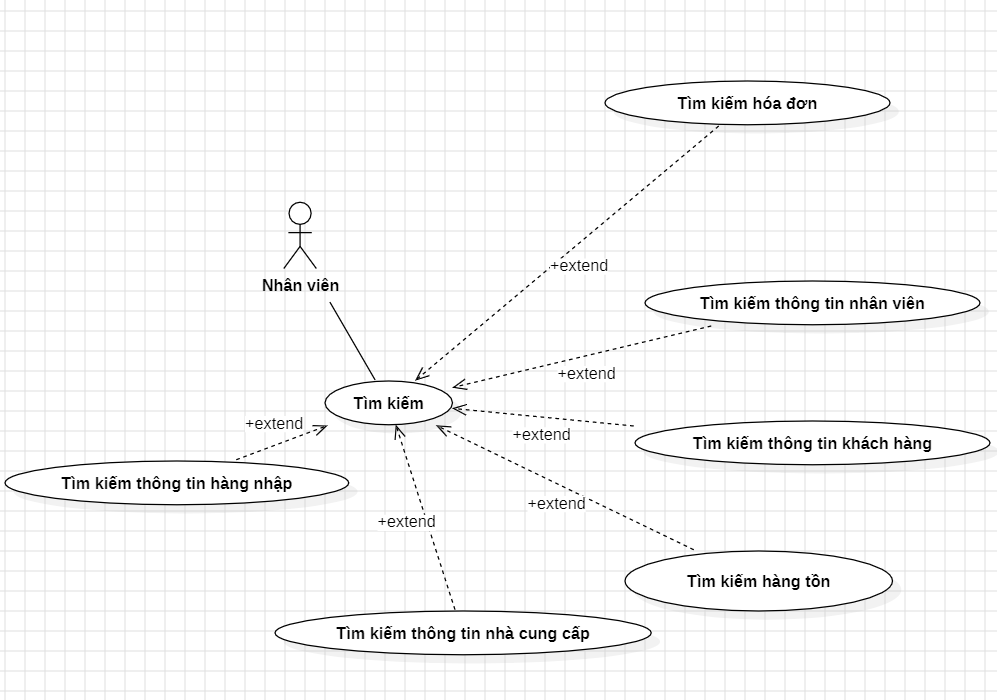 Tìm kiếm hóa đơn
+extend
Nhân viên
Tìm kiếm thông tin nhân viên
+extend
Tìm kiếm
+extend
+extend
Tìm kiếm thông tin khách hàng
Tìm kiếm thông tin hàng nhập
+extend
+extend
Tìm kiếm hàng tồn
Tìm kiếm thông tin nhà cung cấp